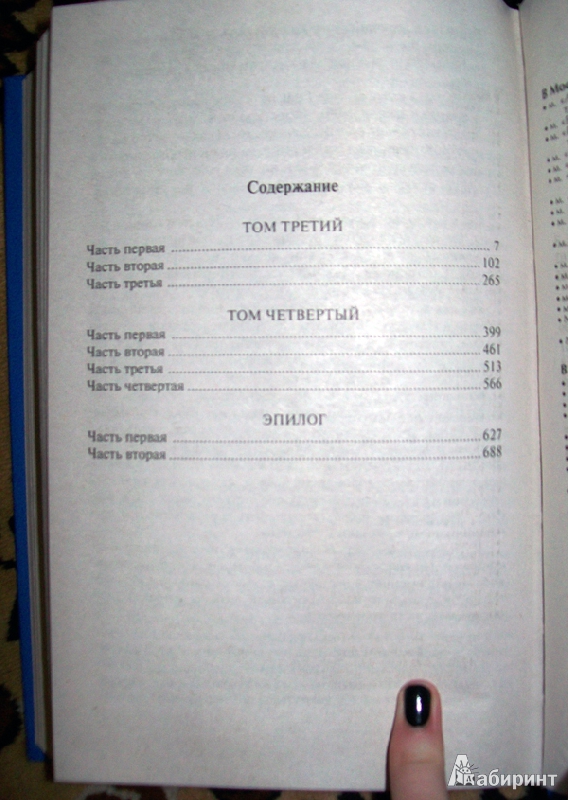 Содержание
ТОМ ТРЕТИЙ
Часть первая 7
Часть вторая 102
Часть третья 265
ТОМ ЧЕТВЕРТЫЙ
Часть первая 399
Часть вторая 461
Часть третья 513
Часть четвертая 566
ЭПИЛОГ
Часть первая 627
Часть вторая 688
Лабиринт